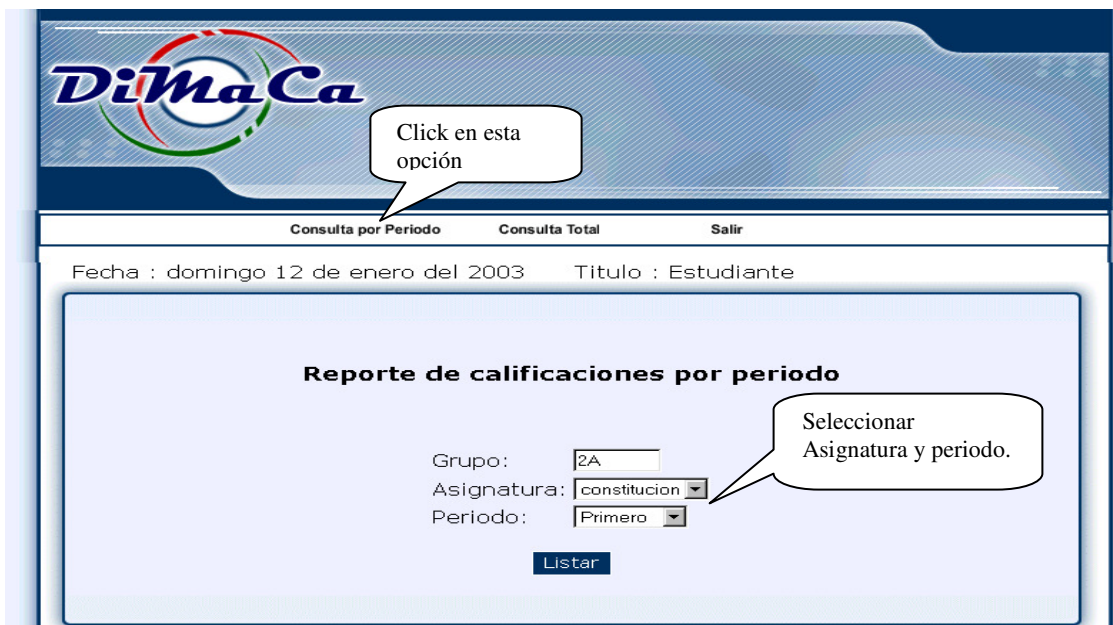 DiMaCa
Click en esta
opción
Consulta por Periodo Consulta Total Salir
Fecha : domingo 12 de enero del 2003 Titulo : Estudiante
Reporte de calificaciones por periodo
Seleccionar
Asignatura y periodo.
Grupo: 2A
Asignatura: constitucion
Periodo: Primero
Listar